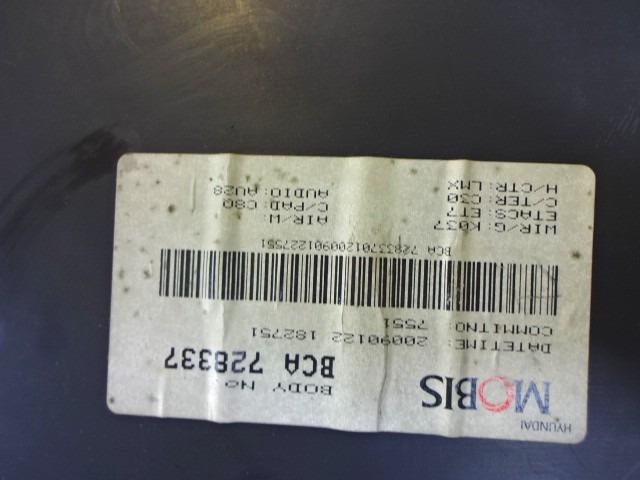 HYUNDAI
MOBIS
BODY No.
BCA 728337
DATETIME: 20090122 182751
COMMITNO: 7551
BCA 72833701200901227551
WIR/G: K037 AIR/W:
ETACS: ET7 C/PAD: C80
C/TER: C30 AUDIO: AU28
H/CTR: LMX